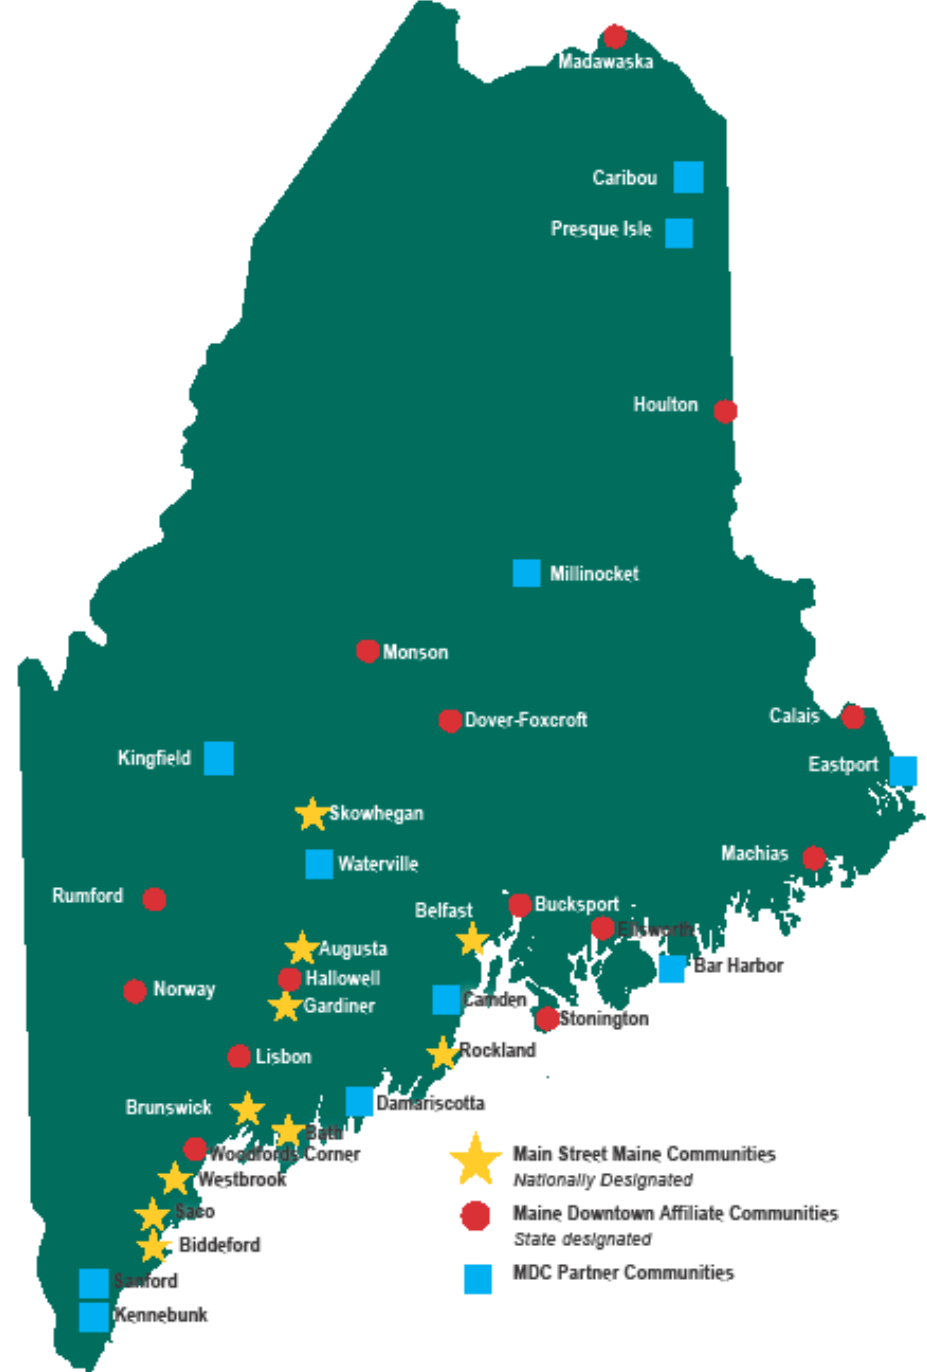 Madawaska
Caribou
Presque Isle
Houlton
Millinocket
Monson
Dover-Foxcroft
Calais
Kingfield
Eastport
Skowhegan
Machias
Waterville
Rumford
Bucksport
Belfast
Ellsworth
Augusta
Bar Harbor
Hallowell
Norway
Camden
Gardiner
Stonington
Rockland
Lisbon
Damariscotta
Brunswick
Bath
Woodfords Corner
Westbrook
Saco
Biddeford
Sanford
Kennebunk
Main Street Maine Communities
Nationally Designated
Maine Downtown Affiliate Communities
State designated
MDC Partner Communities